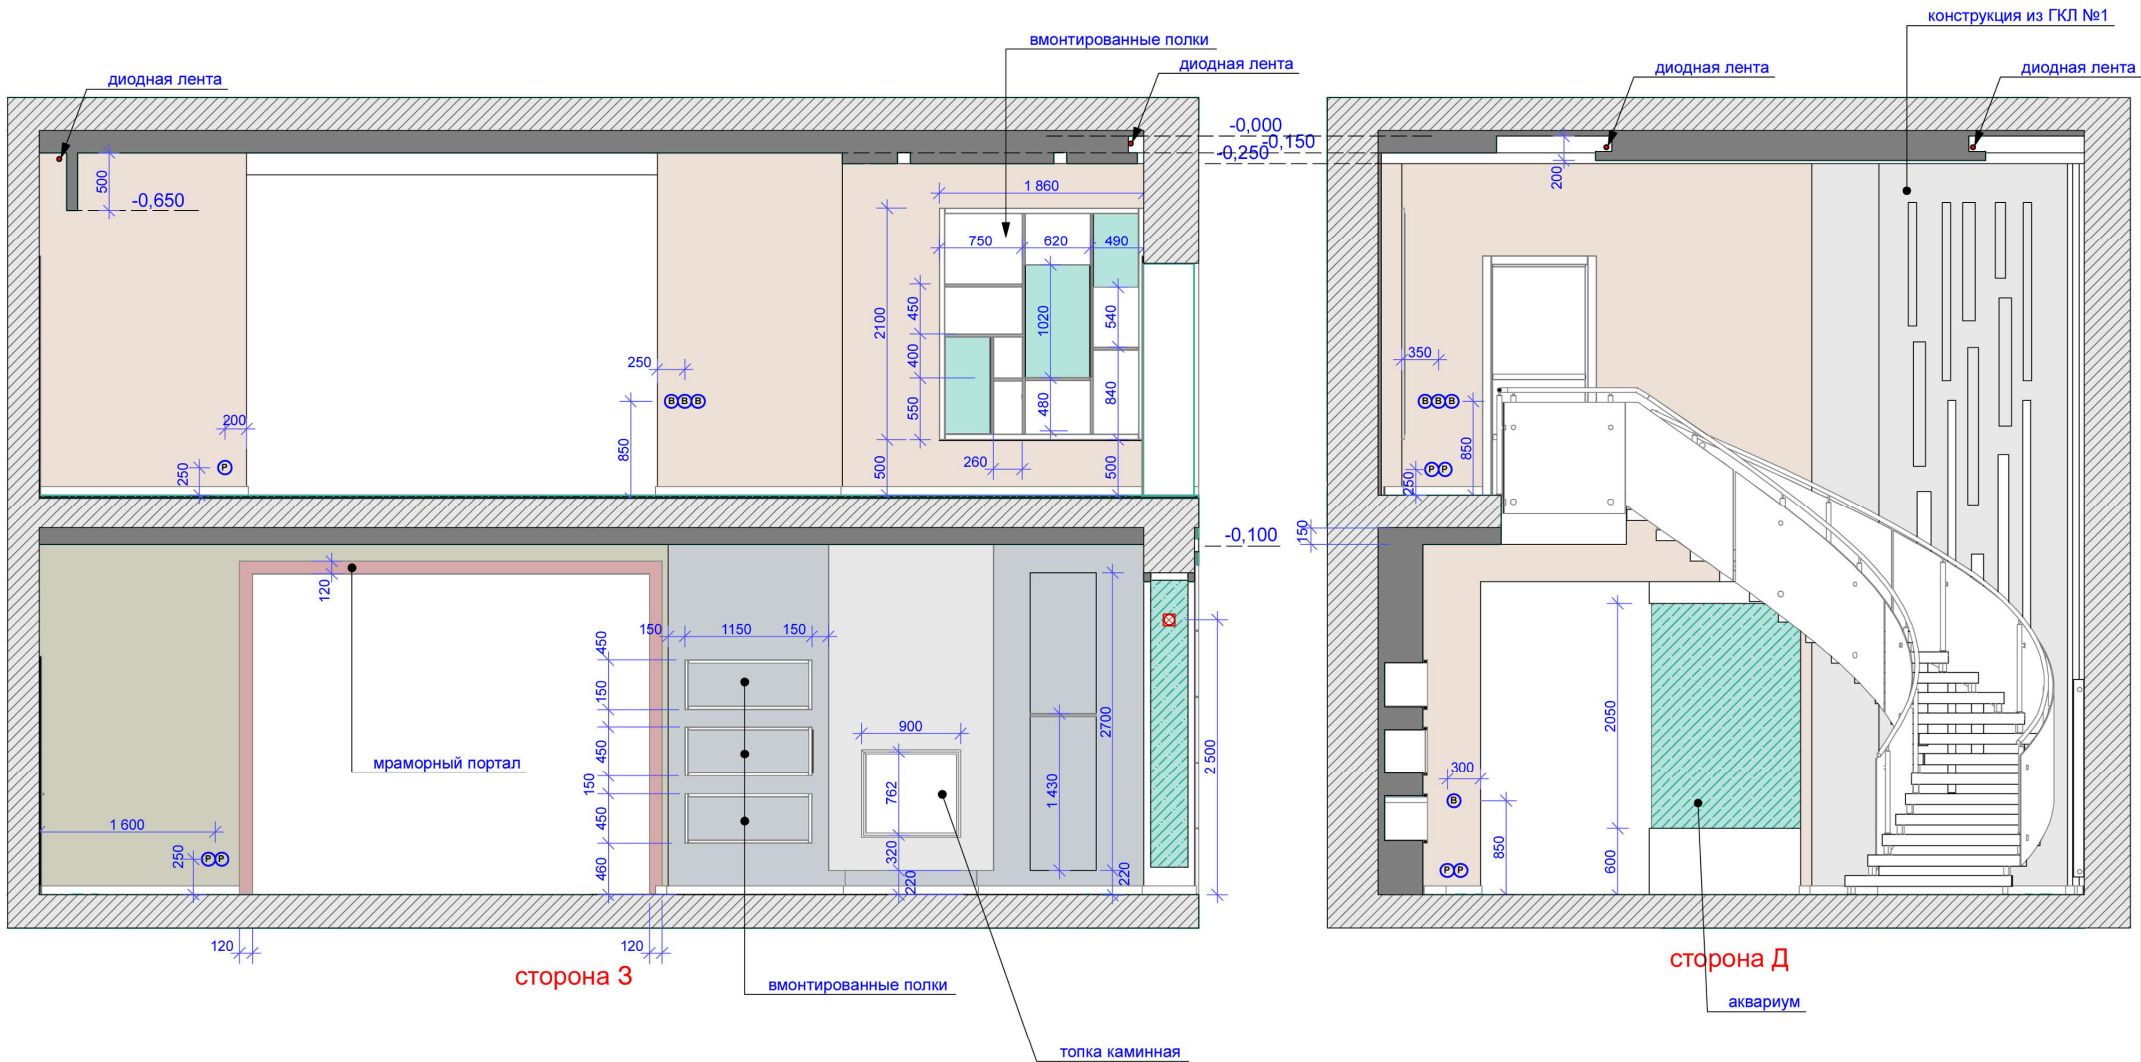 конструкция из ГКЛ №1
вмонтированные полки
диодная лента
диодная лента
диодная лента
диодная лента
-0,000
-0,150
-0,250
500
-0,650
200
1 860
750
620
490
2100
450
400
550
1020
480
540
840
250
B B B
850
200
P
250
260
500
500
350
B B B
850
P P
250
-0,100
150
120
150
1150
150
450
150
450
150
450
460
900
762
320
220
2700
1 430
220
2 500
мраморный портал
1 600
250
P P
2050
600
300
B
850
P P
120
120
сторона 3
сторона Д
вмонтированные полки
аквариум
топка каминная